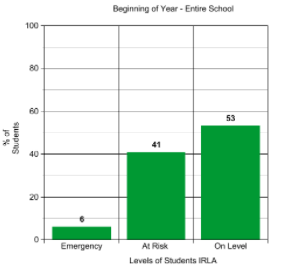 Beginning of Year - Entire School
100
80
60
40
20
0
% of
Students
6
41
53
Emergency
At Risk
On Level
Levels of Students IRLA